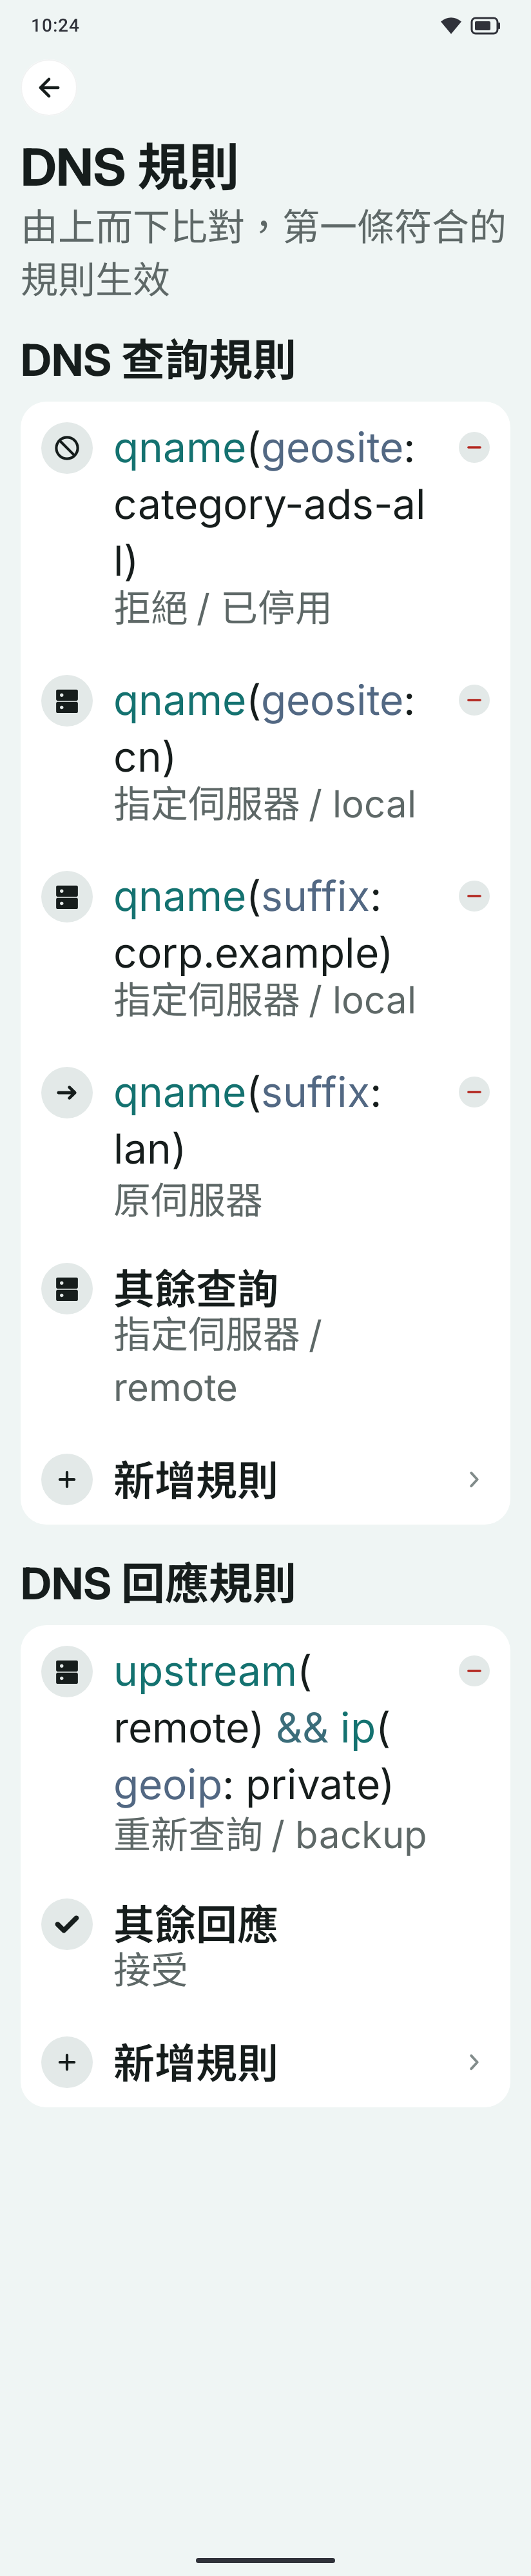 10:24
DNS 規則
由上而下比對，第一條符合的
規則生效
DNS 查詢規則
qname(geosite:
category-ads-al
l)
拒絕 / 已停用
qname(geosite:
cn)
指定伺服器 / local
qname(suffix:
corp.example)
指定伺服器 / local
qname(suffix:
lan)
原伺服器
其餘查詢
指定伺服器 /
remote
新增規則
DNS 回應規則
upstream(
remote) && ip(
geoip: private)
重新查詢 / backup
其餘回應
接受
新增規則